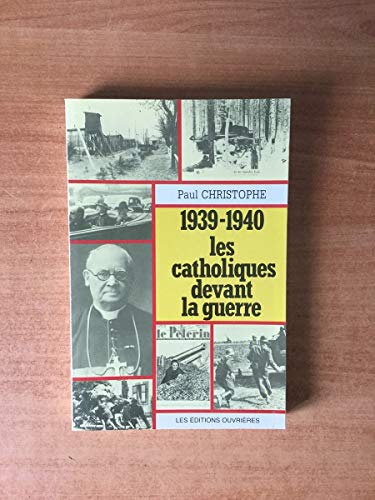 Paul CHRISTOPHE
1939-1940
les
catholiques
devant
la guerre
le Pèlerin
LES ÉDITIONS OUVRIÈRES